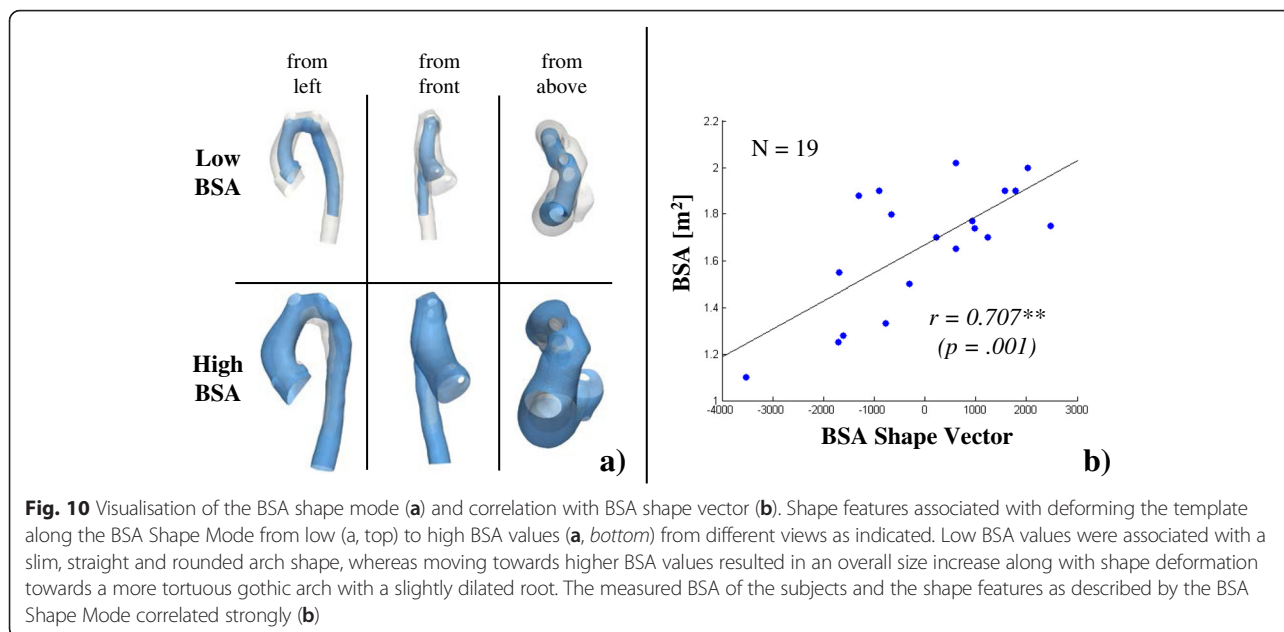 from left
from front
from above
Low BSA
High BSA
a)
N = 19
BSA [m²]
2.2
2
1.8
1.6
1.4
1.2
1
-4000 -3000 -2000 -1000 0 1000 2000 3000
r = 0.707**
(p = .001)
BSA Shape Vector
b)
Fig. 10 Visualisation of the BSA shape mode (a) and correlation with BSA shape vector (b). Shape features associated with deforming the template
along the BSA Shape Mode from low (a, top) to high BSA values (a, bottom) from different views as indicated. Low BSA values were associated with a
slim, straight and rounded arch shape, whereas moving towards higher BSA values resulted in an overall size increase along with shape deformation
towards a more tortuous gothic arch with a slightly dilated root. The measured BSA of the subjects and the shape features as described by the BSA
Shape Mode correlated strongly (b)